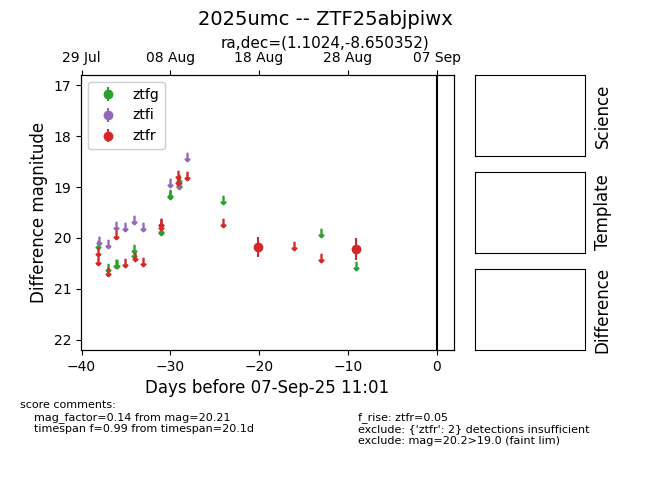 2025umc -- ZTF25abjpiwx
ra,dec=(1.1024,-8.650352)
29 Jul 08 Aug 18 Aug 28 Aug 07 Sep
17
18
19
20
21
22
Difference magnitude
ztfg
ztfi
ztfr
−40 −30 −20 −10 0
Days before 07-Sep-25 11:01
Science
Template
Difference
score comments:
mag_factor=0.14 from mag=20.21
timespan f=0.99 from timespan=20.1d
f_rise: ztfr=0.05
exclude: {'ztfr': 2} detections insufficient
exclude: mag=20.2>19.0 (faint lim)